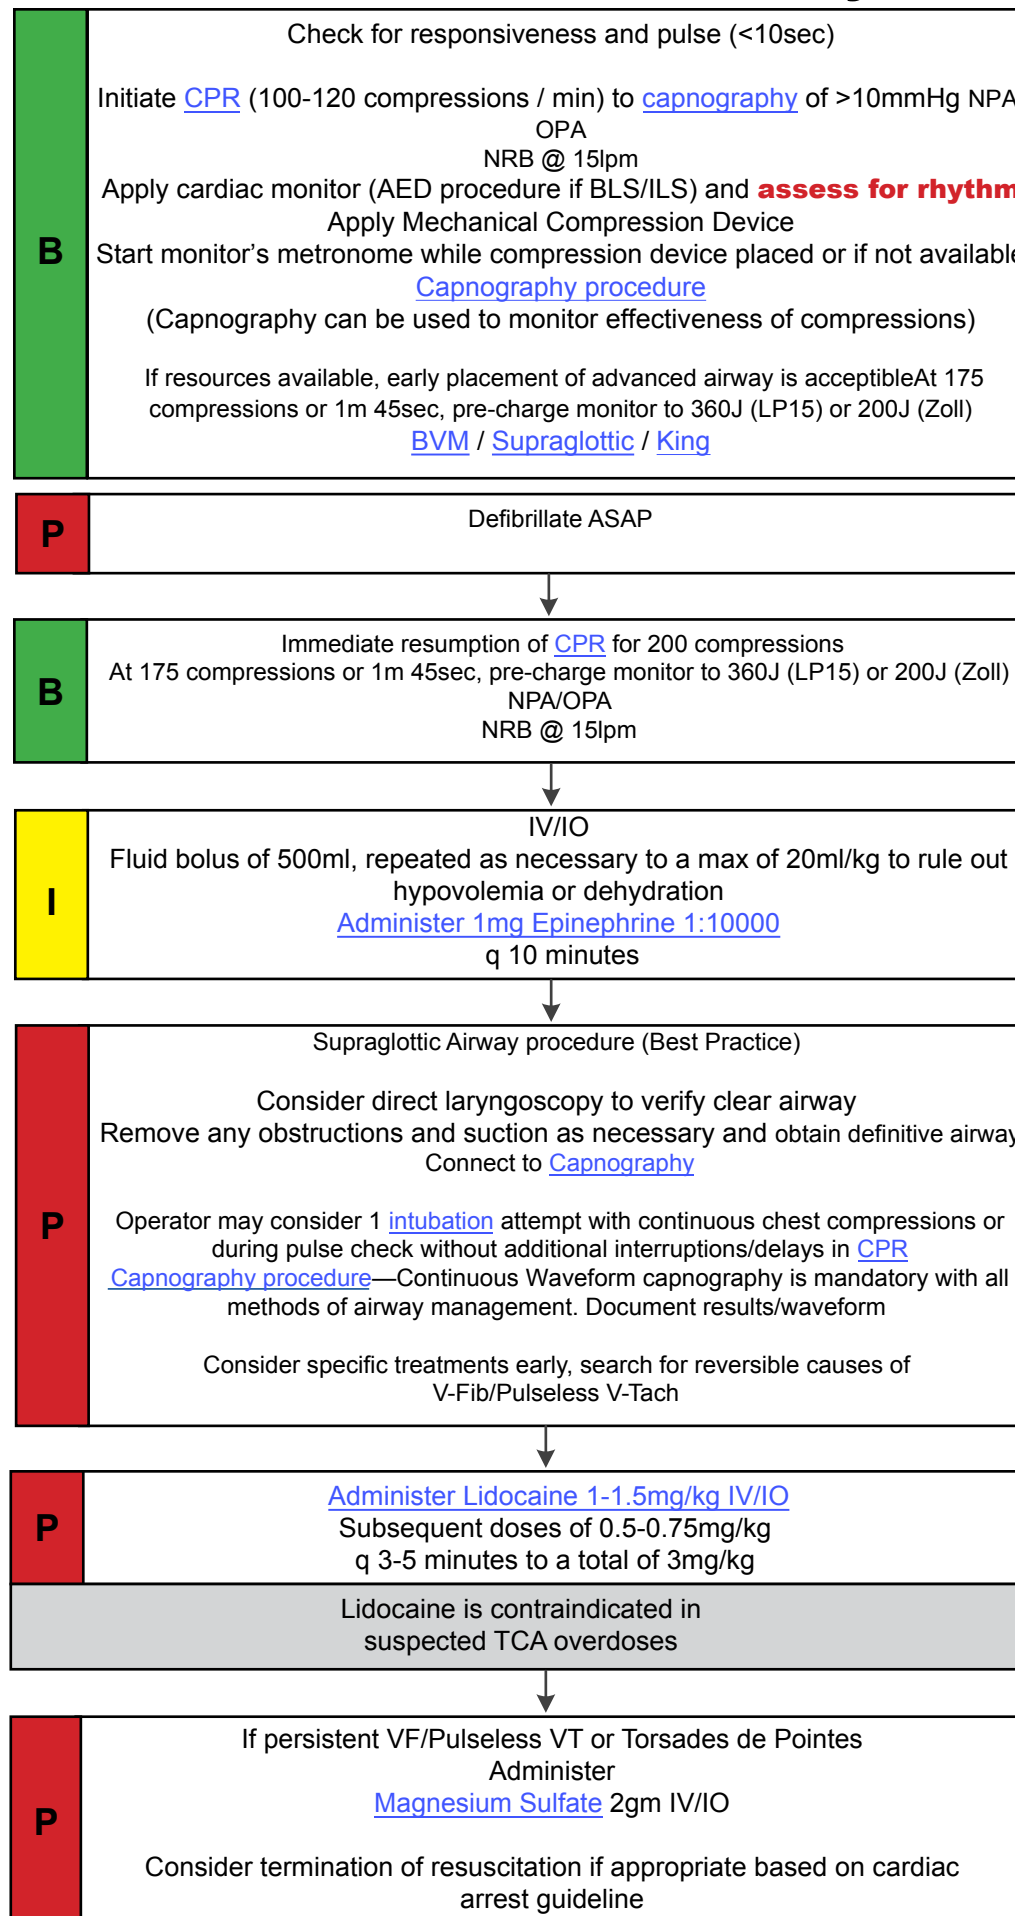 Check for responsiveness and pulse (<10sec)
Initiate CPR (100-120 compressions / min) to capnography of >10mmHg NPA
OPA
NRB @ 15lpm
Apply cardiac monitor (AED procedure if BLS/ILS) and assess for rhythm
Apply Mechanical Compression Device
B
Start monitor's metronome while compression device placed or if not available
Capnography procedure
(Capnography can be used to monitor effectiveness of compressions)
If resources available, early placement of advanced airway is acceptibleAt 175
compressions or 1m 45sec, pre-charge monitor to 360J (LP15) or 200J (Zoll)
BVM / Supraglottic / King
P
Defibrillate ASAP
B
Immediate resumption of CPR for 200 compressions
At 175 compressions or 1m 45sec, pre-charge monitor to 360J (LP15) or 200J (Zoll)
NPA/OPA
NRB @ 15lpm
I
IV/IO
Fluid bolus of 500ml, repeated as necessary to a max of 20ml/kg to rule out
hypovolemia or dehydration
Administer 1mg Epinephrine 1:10000
q 10 minutes
P
Supraglottic Airway procedure (Best Practice)
Consider direct laryngoscopy to verify clear airway
Remove any obstructions and suction as necessary and obtain definitive airway
Connect to Capnography
Operator may consider 1 intubation attempt with continuous chest compressions or
during pulse check without additional interruptions/delays in CPR
Capnography procedure—Continuous Waveform capnography is mandatory with all
methods of airway management. Document results/waveform
Consider specific treatments early, search for reversible causes of
V-Fib/Pulseless V-Tach
P
Administer Lidocaine 1-1.5mg/kg IV/IO
Subsequent doses of 0.5-0.75mg/kg
q 3-5 minutes to a total of 3mg/kg
Lidocaine is contraindicated in
suspected TCA overdoses
P
If persistent VF/Pulseless VT or Torsades de Pointes
Administer
Magnesium Sulfate 2gm IV/IO
Consider termination of resuscitation if appropriate based on cardiac
arrest guideline